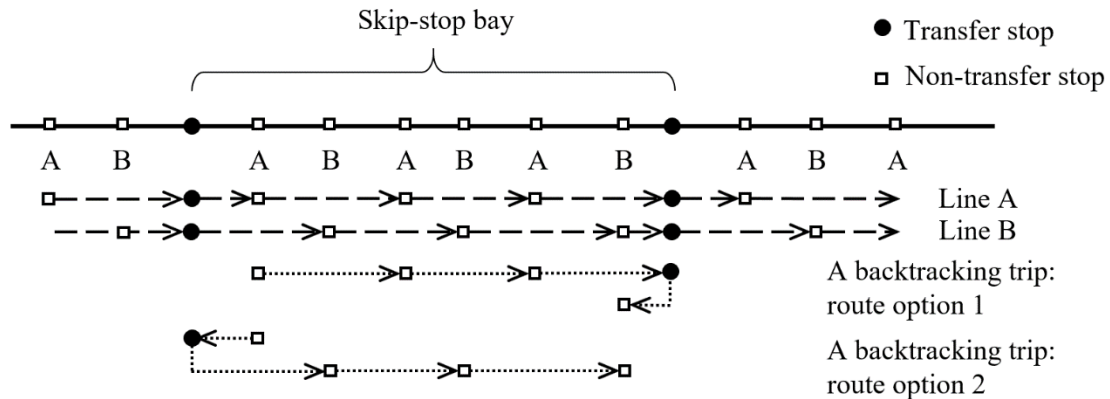 Skip-stop bay
Transfer stop
Non-transfer stop
A B A B A B A B A B A
Line A
Line B
A backtracking trip:
route option 1
A backtracking trip:
route option 2